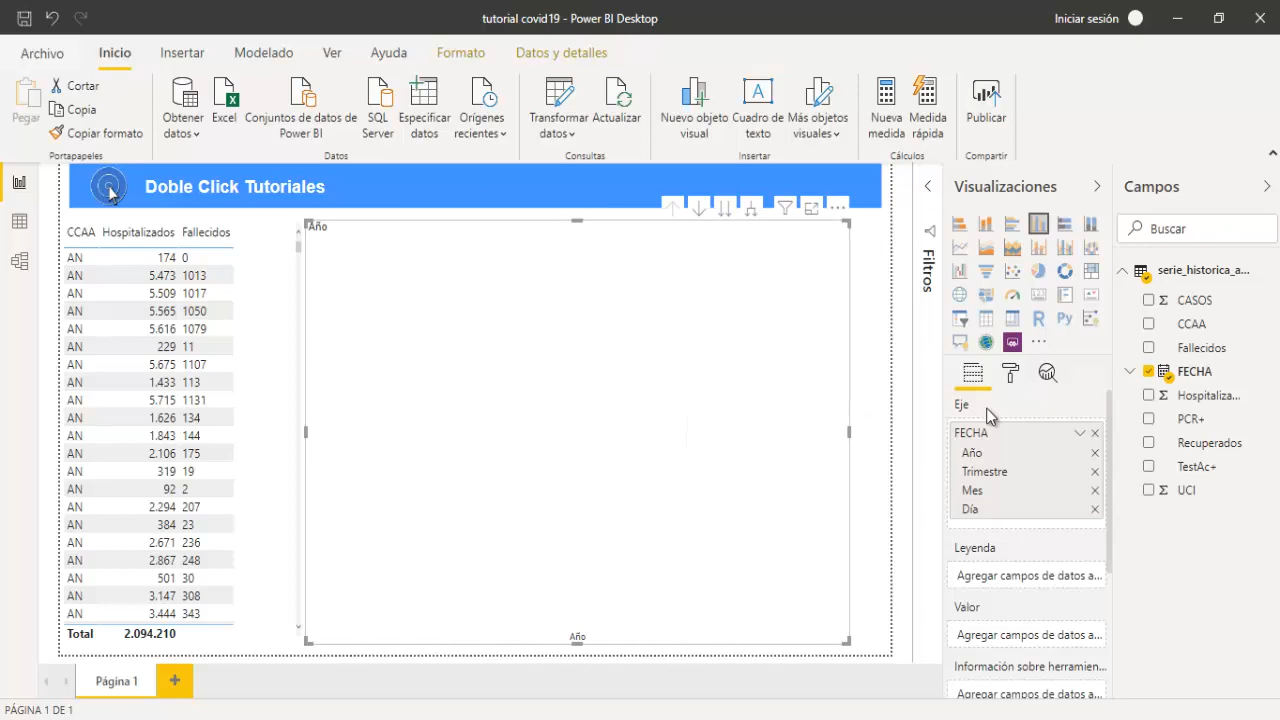 tutorial covid19 - Power BI Desktop
Iniciar sesión
Archivo Inicio Insertar Modelado Ver Ayuda Formato Datos y detalles
Pegar
Cortar
Copia
Copiar formato
Portapapeles
Obtener datos
Excel
Conjuntos de datos de Power BI
SQL Server
Especificar datos
Orígenes recientes
Datos
Transformar datos
Actualizar
Consultas
Nuevo objeto visual
Cuadro de texto
Más objetos visuales
Insertar
Nueva medida
Medida rápida
Cálculos
Publicar
Compartir
Doble Click Tutoriales
CCAA Hospitalizados Fallecidos
AN 174 0
AN 5.473 1013
AN 5.509 1017
AN 5.565 1050
AN 5.616 1079
AN 229 11
AN 5.675 1107
AN 1.433 113
AN 5.715 1131
AN 1.626 134
AN 1.843 144
AN 2.106 175
AN 319 19
AN 92 2
AN 2.294 207
AN 384 23
AN 2.671 236
AN 2.867 248
AN 501 30
AN 3.147 308
AN 3.444 343
Total 2.094.210
Año
Año
Filtros
Visualizaciones
R Py
Eje
FECHA
Año
Trimestre
Mes
Día
Leyenda
Agregar campos de datos a...
Valor
Agregar campos de datos a...
Información sobre herramien...
Agregar campos de datos a...
Campos
Buscar
serie_historica_a...
Σ CASOS
CCAA
Fallecidos
FECHA
Σ Hospitaliza...
PCR+
Recuperados
TestAc+
Σ UCI
Página 1 +
PÁGINA 1 DE 1